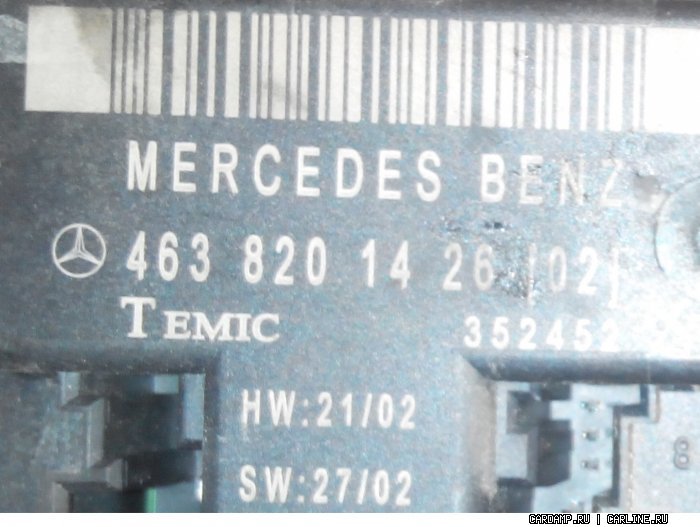 MERCEDES BENZ
463 820 14 26 [02]
TEMIC 352452
HW:21/02
8
SW:27/02
CARDAMP.RU | CARLINE.RU